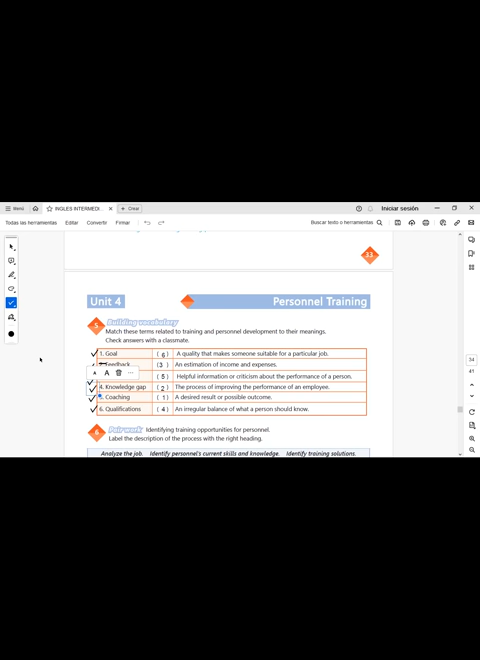 Menú INGLES INTERMEDI... Crear Iniciar sesión
Todas las herramientas Editar Convertir Firmar Buscar texto o herramientas
33
Unit 4 Personnel Training
5 Building vocabulary
Match these terms related to training and personnel development to their meanings.
Check answers with a classmate.
1. Goal ( 6 ) A quality that makes someone suitable for a particular job.
Feedback (3 ) An estimation of income and expenses.
A A ( 5 ) Helpful information or criticism about the performance of a person.
4. Knowledge gap ( 2 ) The process of improving the performance of an employee.
Coaching ( 1 ) A desired result or possible outcome.
6. Qualifications ( 4 ) An irregular balance of what a person should know.
6 Pair work Identifying training opportunities for personnel.
Label the description of the process with the right heading.
Analyze the job. Identify personnel's current skills and knowledge. Identify training solutions.
34
41